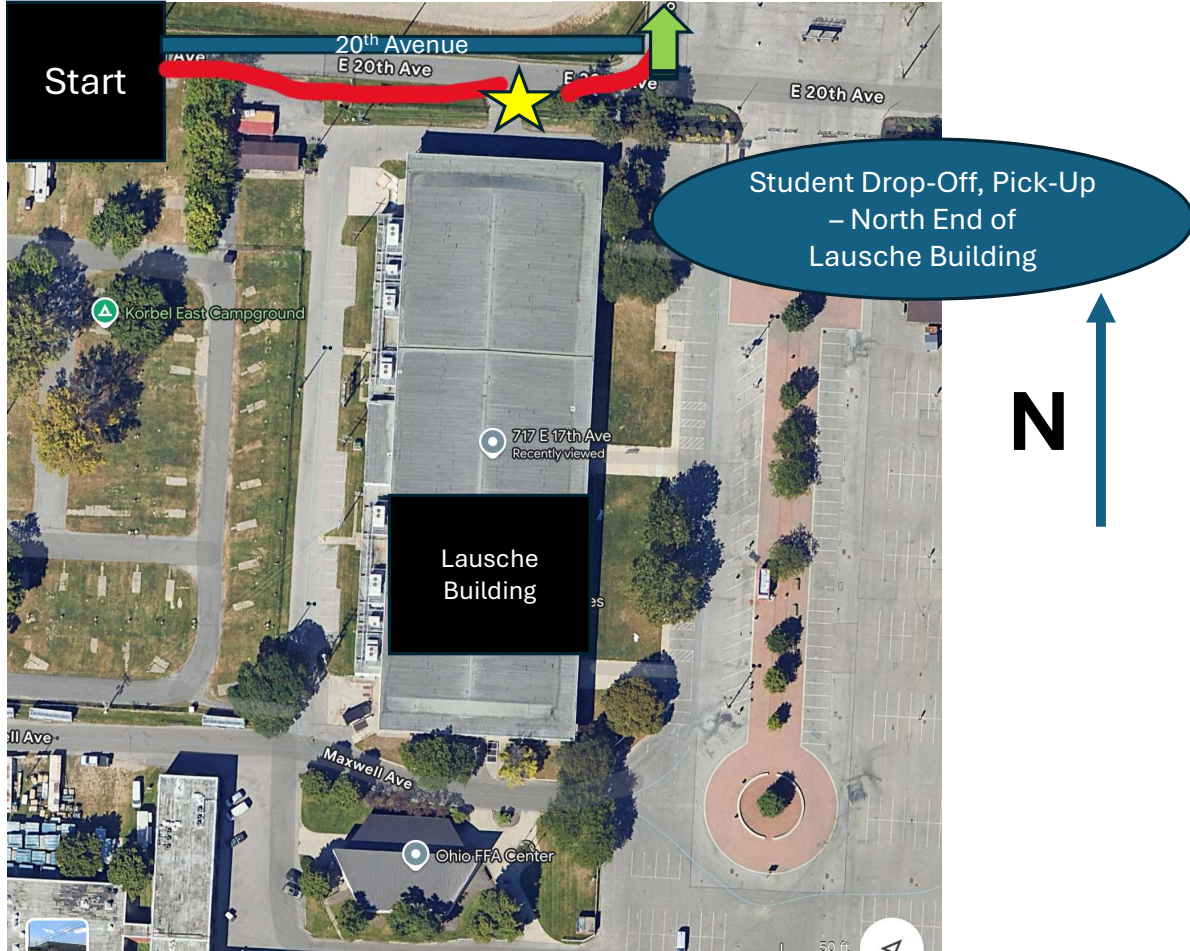 Start
20th Avenue
E 20th Ave
E 20th Ave
Student Drop-Off, Pick-Up
– North End of
Lausche Building
Korbel East Campground
N
717 E 17th Ave
Recently viewed
Lausche
Building
Maxwell Ave
Ohio FFA Center
50 ft